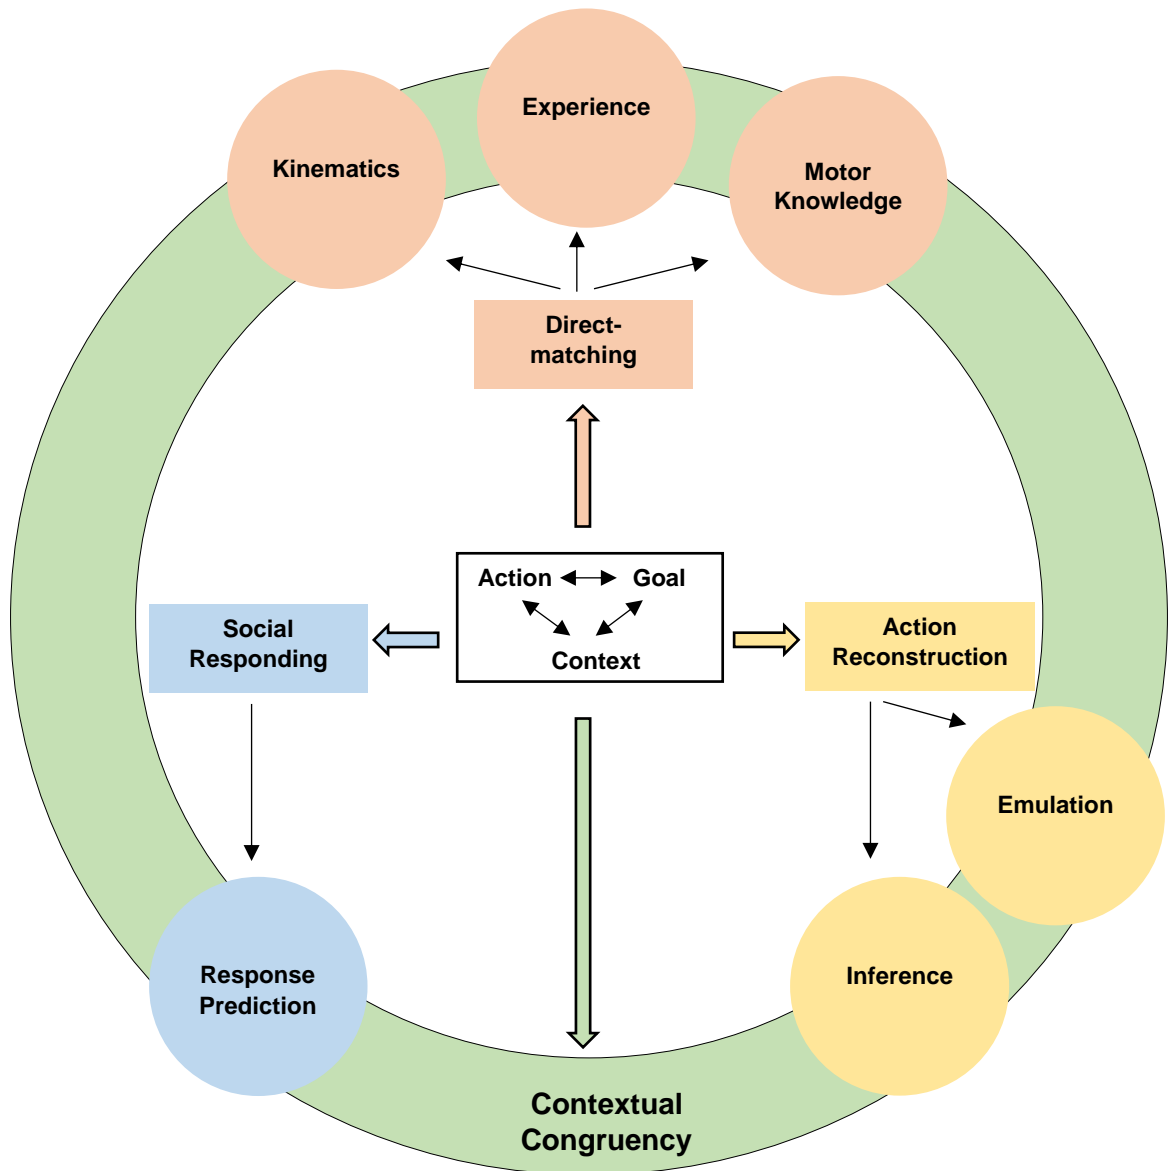 Experience
Kinematics
Motor
Knowledge
Direct-
matching
Action
Goal
Context
Social
Responding
Action
Reconstruction
Emulation
Response
Prediction
Inference
Contextual
Congruency